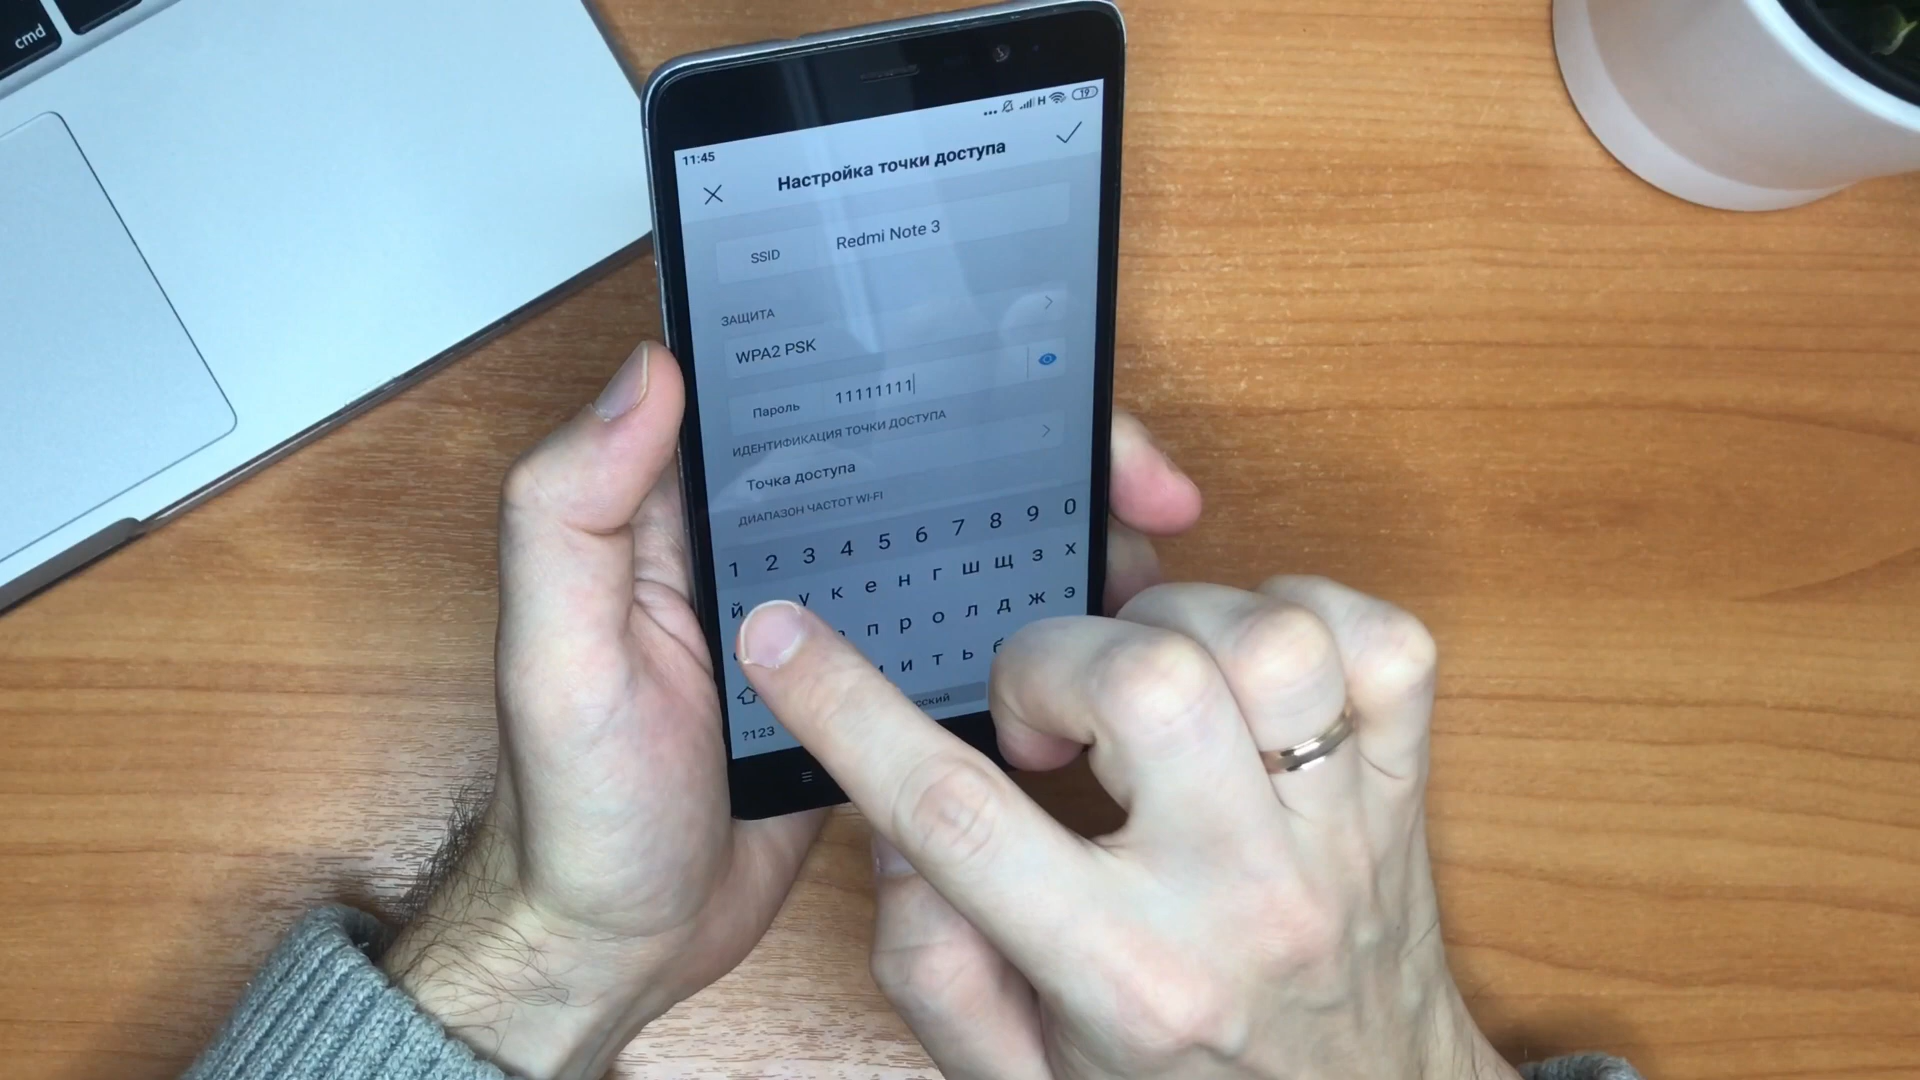 cmd
H 19
11:45
Настройка точки доступа
SSID Redmi Note 3
ЗАЩИТА
WPA2 PSK
Пароль 11111111
ИДЕНТИФИКАЦИЯ ТОЧКИ ДОСТУПА
Точка доступа
ДИАПАЗОН ЧАСТОТ WI-FI
1 2 3 4 5 6 7 8 9 0
й у к е н г ш щ з х
п р о л д ж э
и т ь б
?123